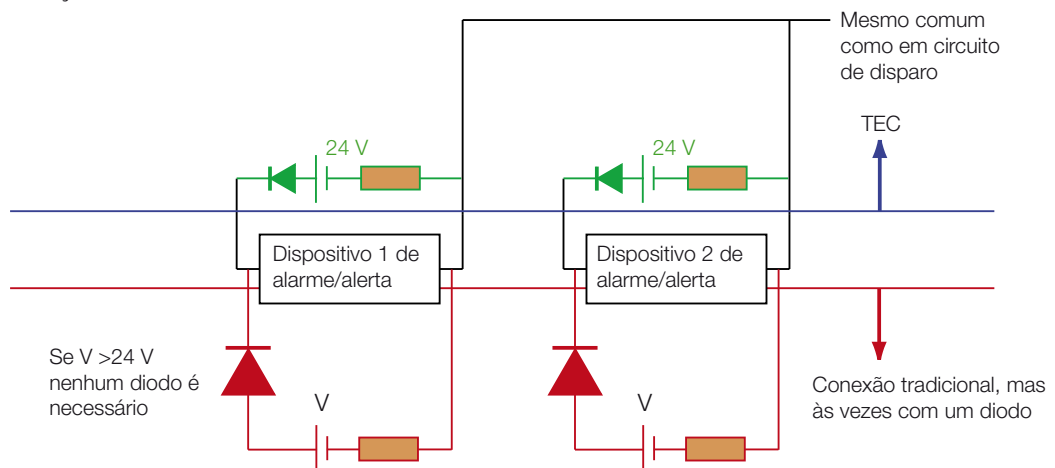 Mesmo comum
como em circuito
de disparo
TEC
24 V
24 V
Dispositivo 1 de
alarme/alerta
Dispositivo 2 de
alarme/alerta
Se V >24 V
nenhum diodo é
necessário
V
V
Conexão tradicional, mas
às vezes com um diodo